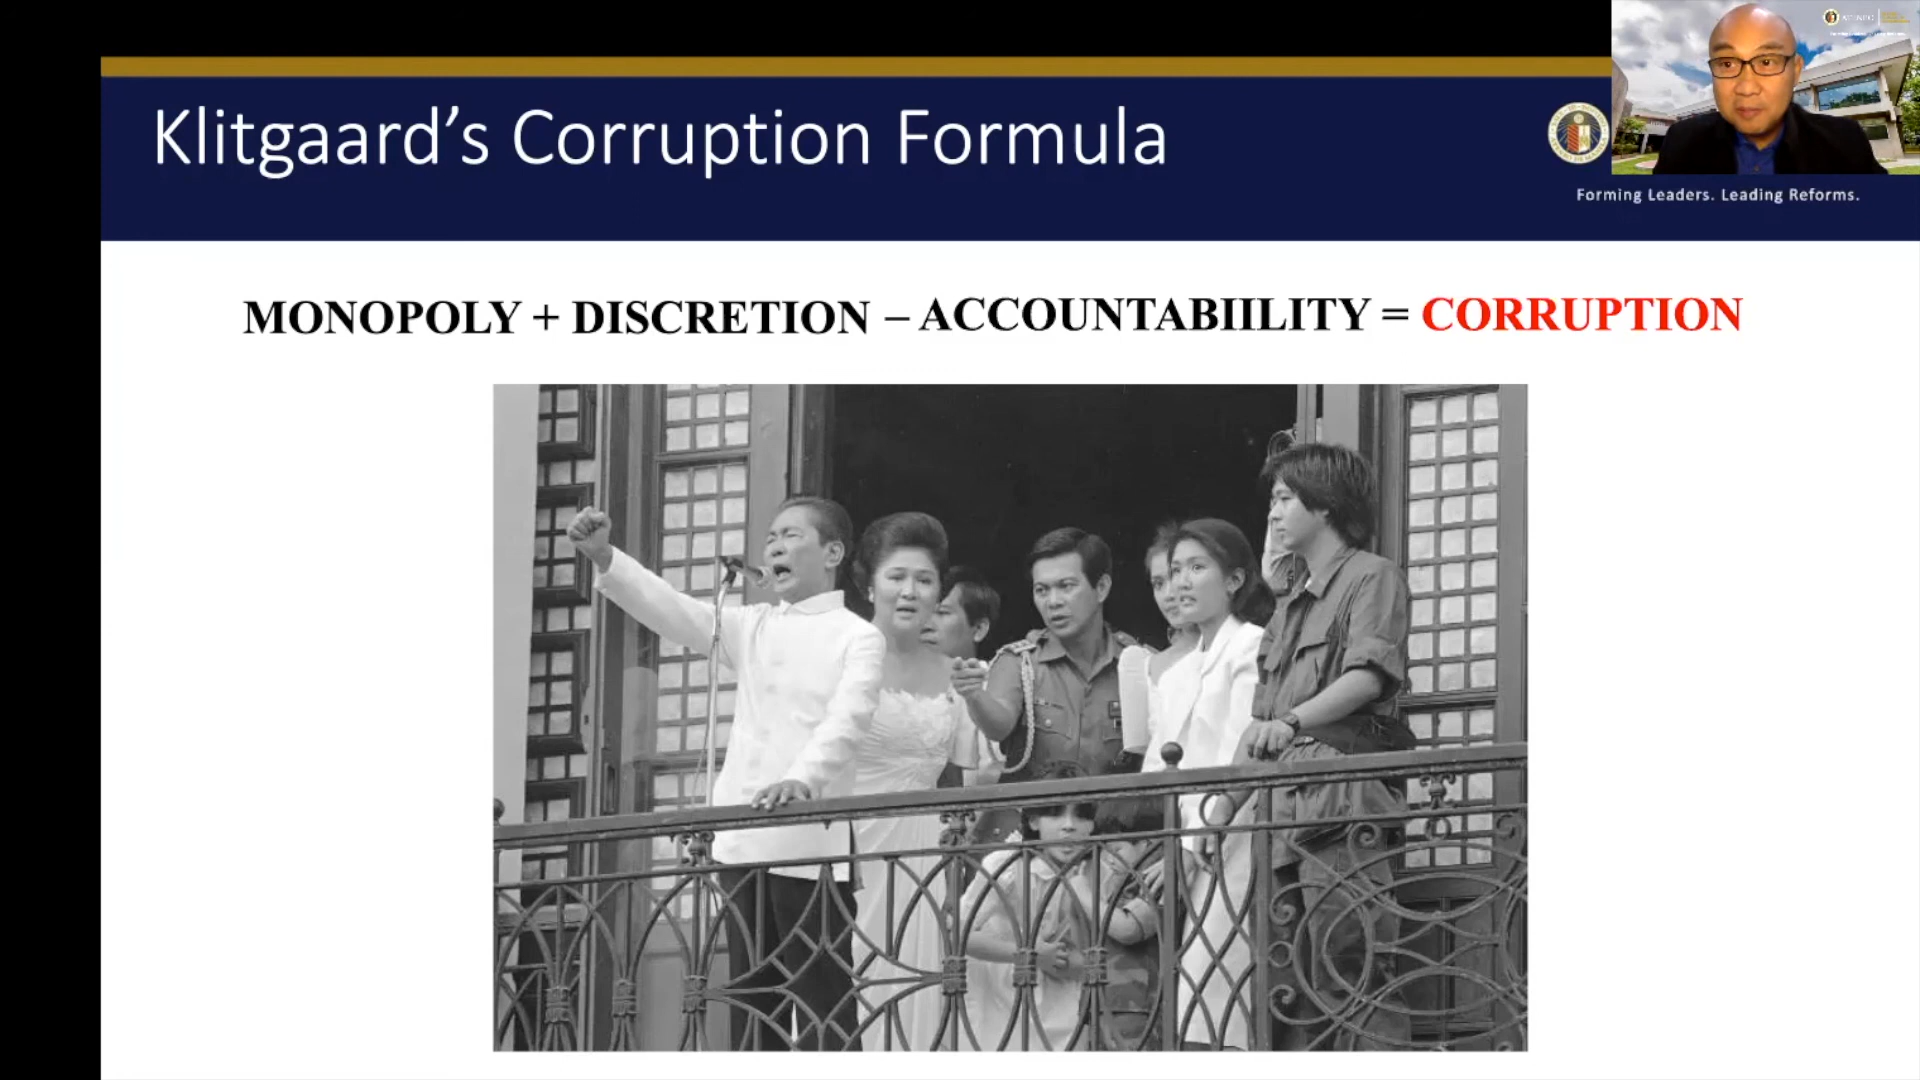 Klitgaard's Corruption Formula
Forming Leaders. Leading Reforms.
MONOPOLY + DISCRETION – ACCOUNTABIILITY = CORRUPTION